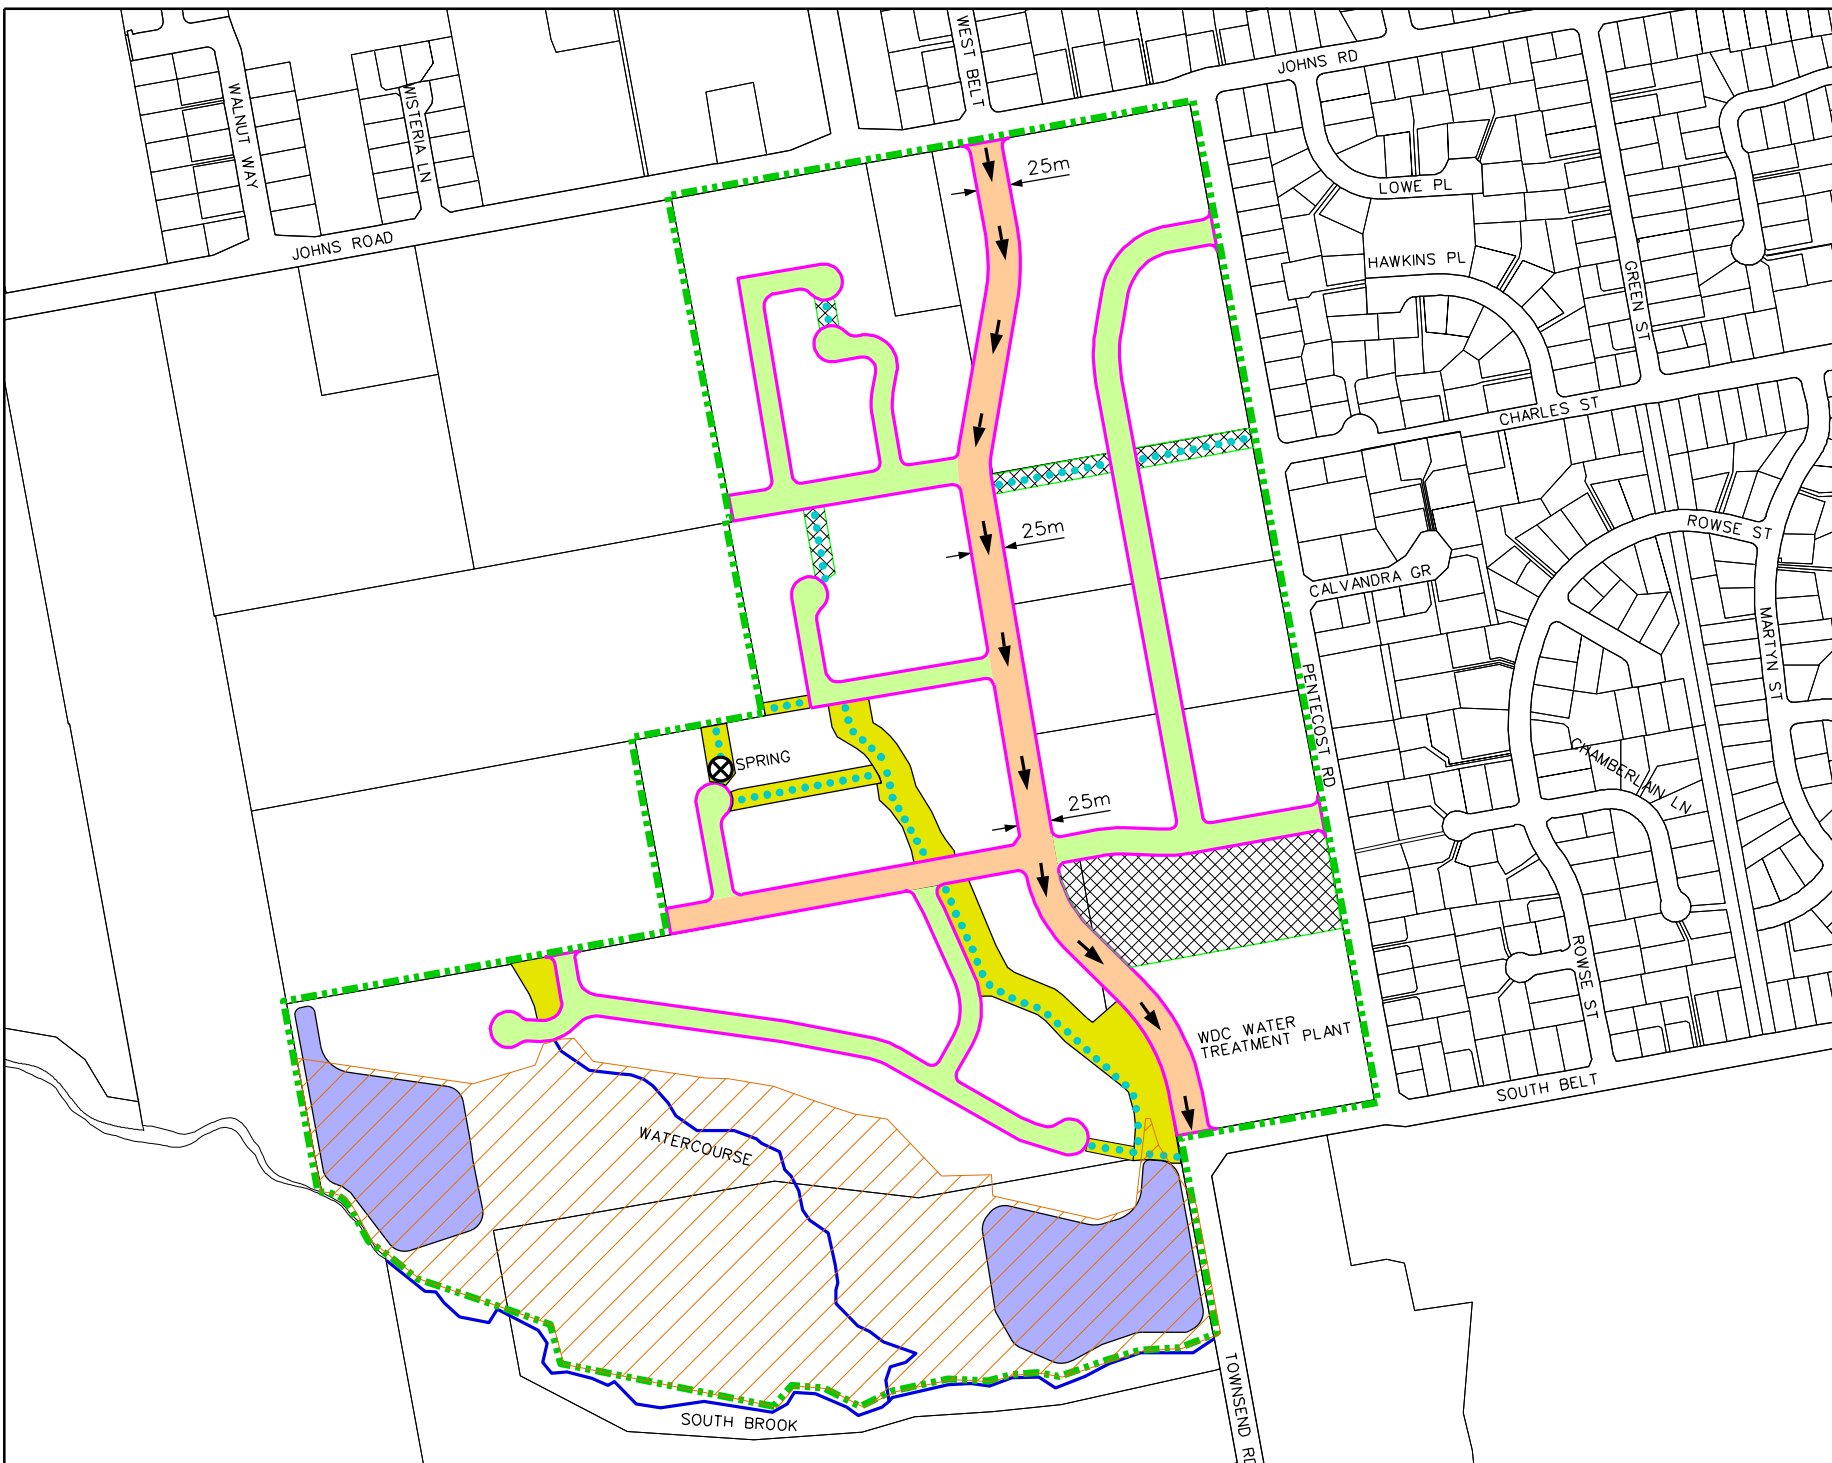 WEST BELT
JOHNS RD
WALNUT WAY
WISTERIA LN
25m
LOWE PL
JOHNS ROAD
HAWKINS PL
GREEN ST
CHARLES ST
25m
ROWSE ST
CALVANDRA GR
MARTYN ST
PENTECOST RD
SPRING
CHAMBERLAIN LN
25m
ROWSE ST
WDC WATER
TREATMENT PLANT
SOUTH BELT
WATERCOURSE
SOUTH BROOK
TOWNSEND RD